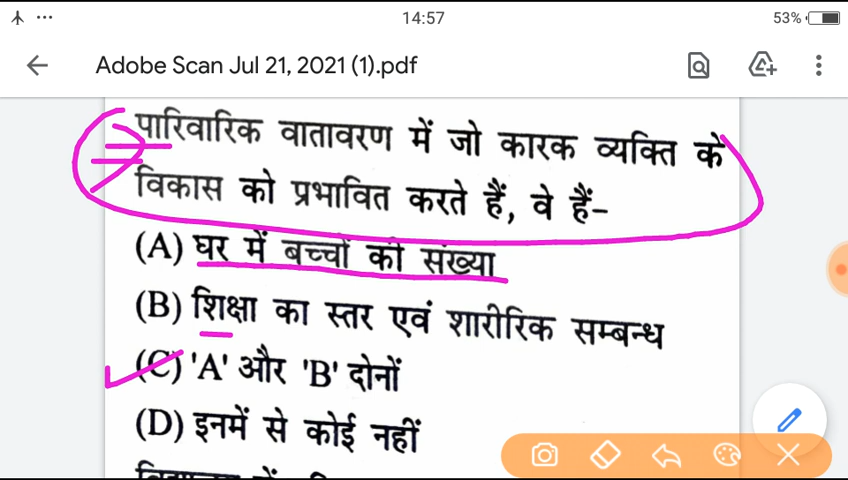 14:57
53%
Adobe Scan Jul 21, 2021 (1).pdf
पारिवारिक वातावरण में जो कारक व्यक्ति के
विकास को प्रभावित करते हैं, वे हैं-
(A) घर में बच्चों की संख्या
(B) शिक्षा का स्तर एवं शारीरिक सम्बन्ध
(C) 'A' और 'B' दोनों
(D) इनमें से कोई नहीं